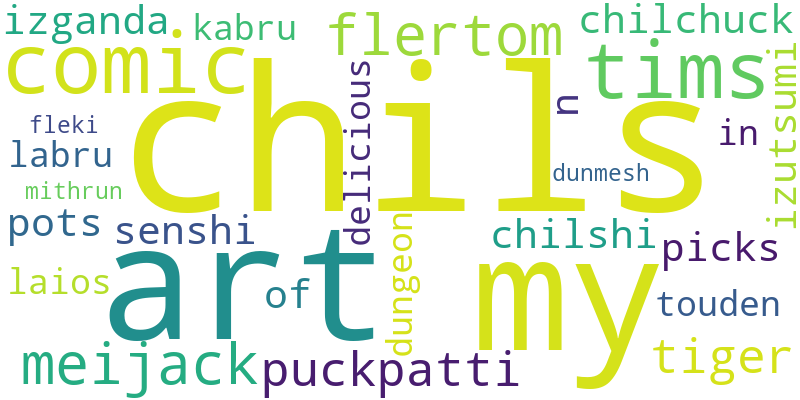 izganda
kabru
flertom
chilchuck
comic
tims
izutsumi
chils
delicious
n
in
fleki
labru
dunmesh
mithrun
pots
senshi
art
of
dungeon
chilshi
my
picks
laios
touden
meijack
puckpatti
tiger